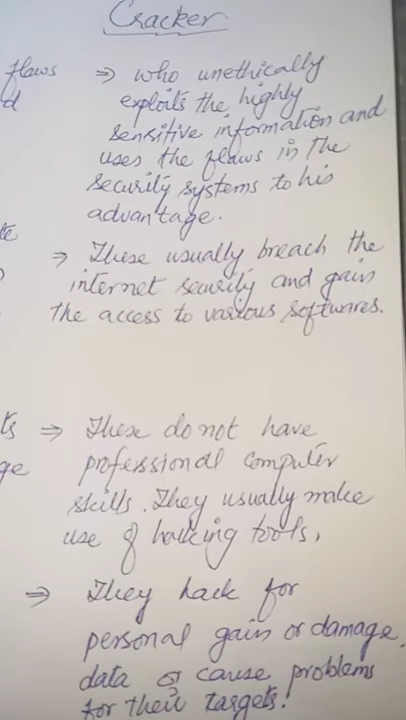 Cracker
flaws ⇒ who unethically
d exploits the highly
sensitive information and
uses the flaws in the
security systems to his
advantage.
te
⇒ These usually breach the
internet security and gain
the access to various softwares.
ts ⇒ These do not have
ge professional computer
skills. They usually make
use of hacking tools,
⇒ They hack for
personal gain or damage
data or cause problems
for their targets.